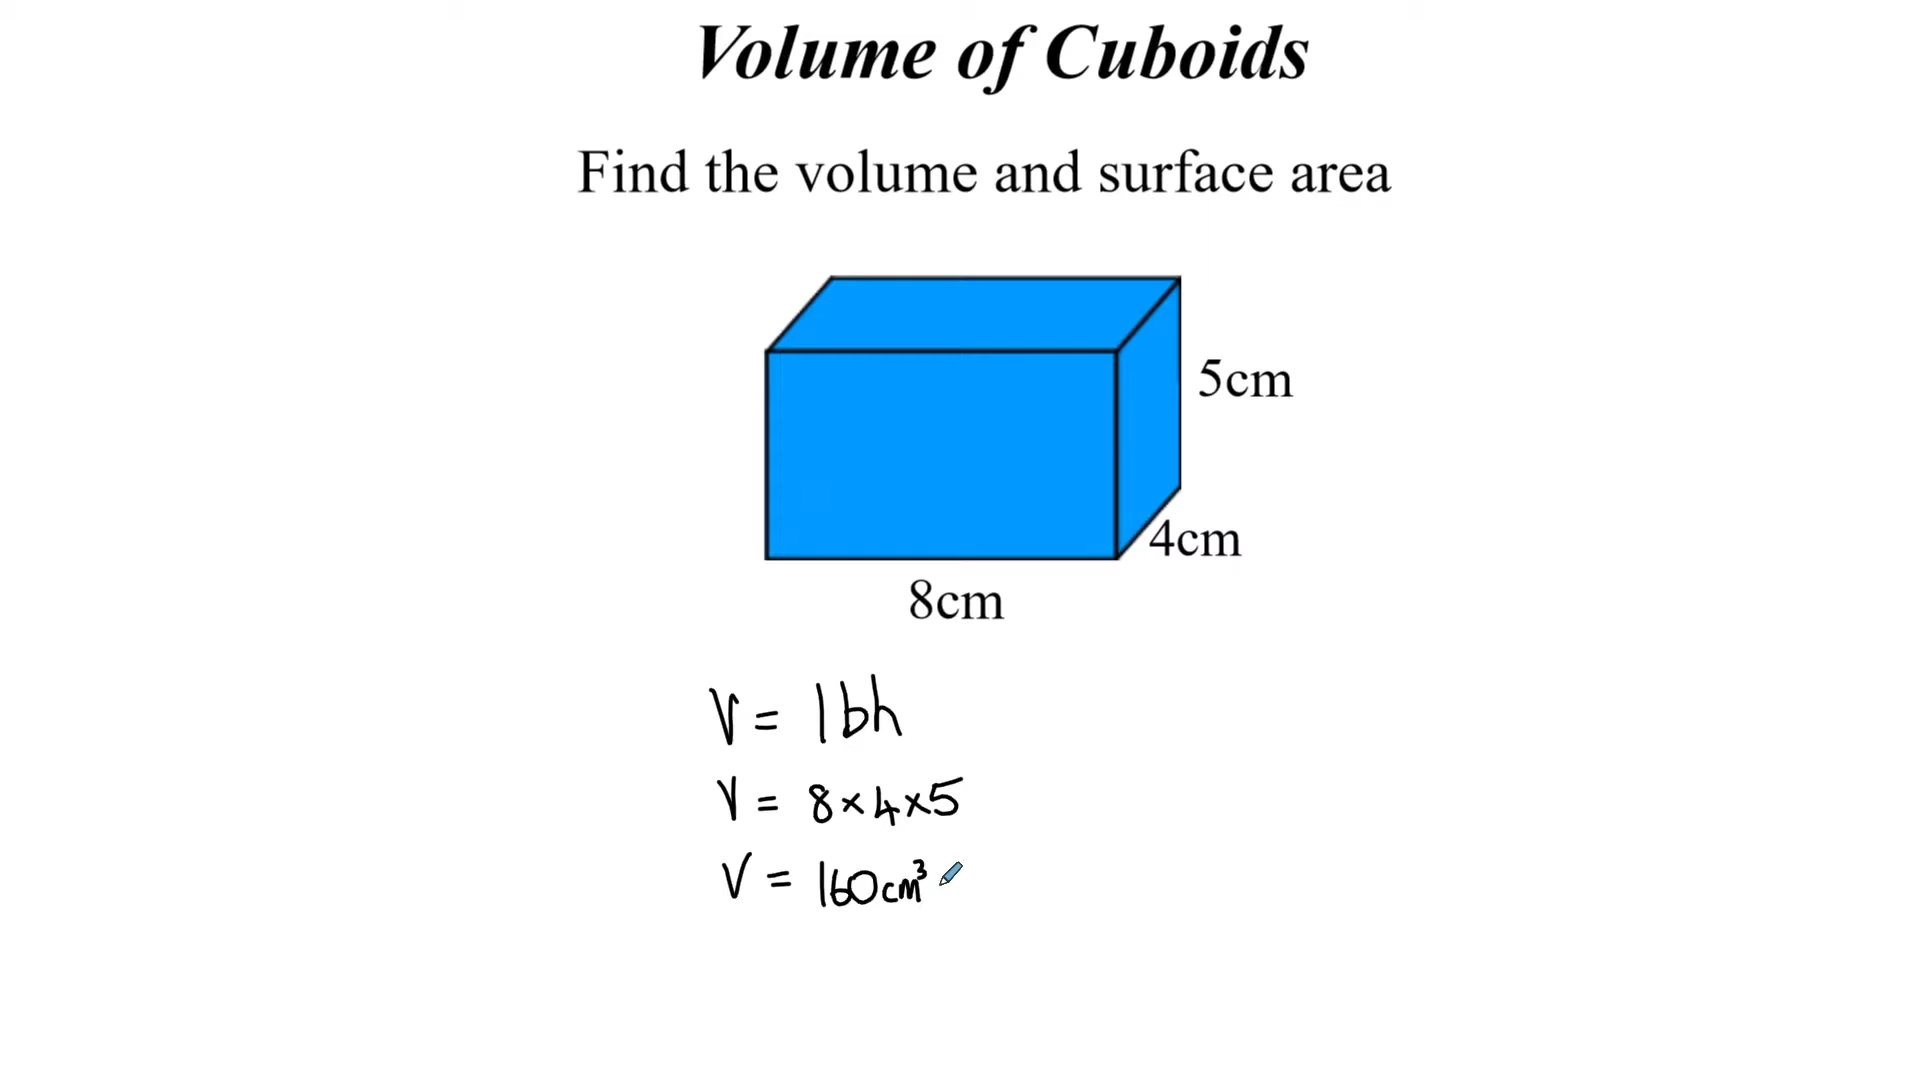 Volume of Cuboids
Find the volume and surface area
5cm
4cm
8cm
V = lbh
V = 8×4×5
V = 160cm³